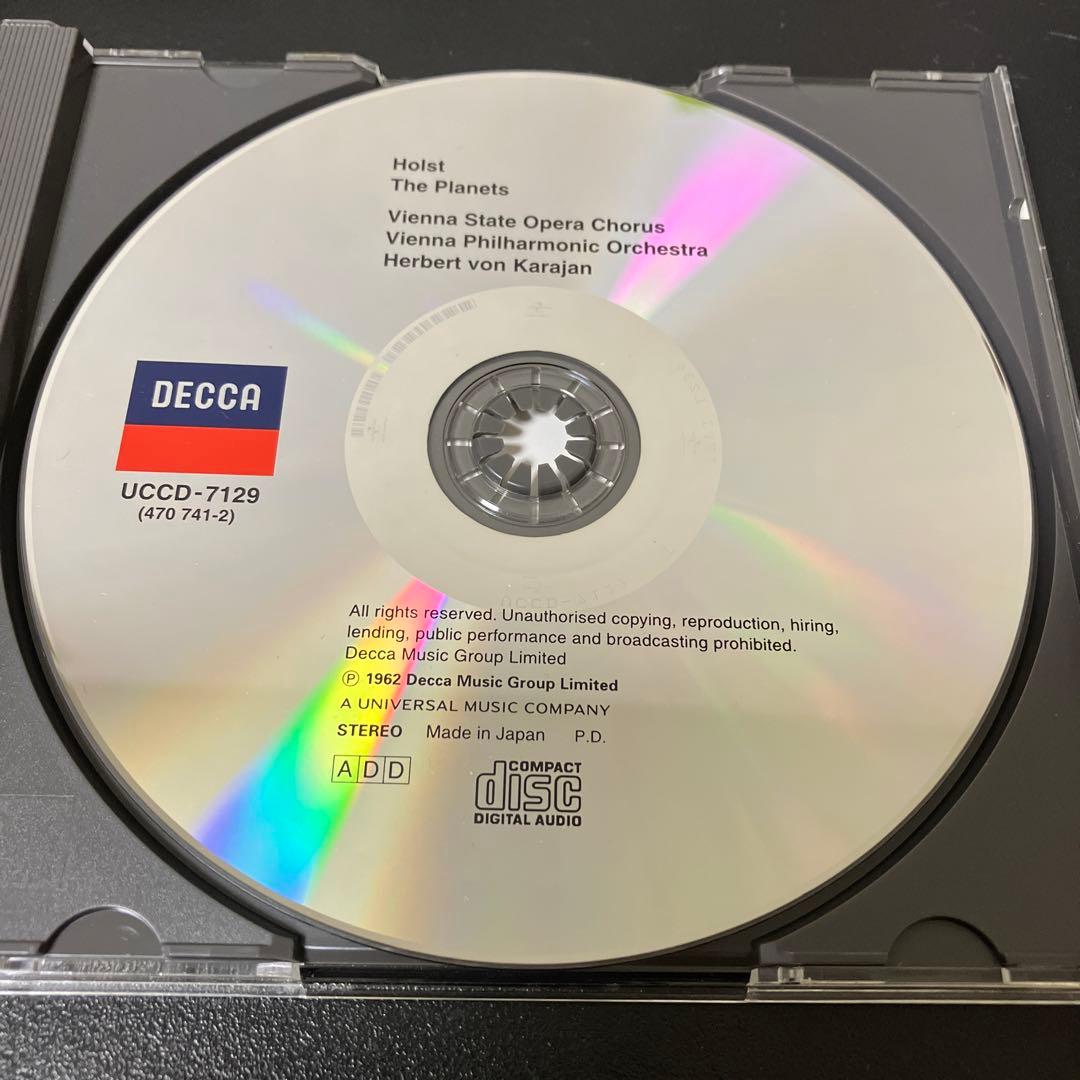 Holst
The Planets
Vienna State Opera Chorus
Vienna Philharmonic Orchestra
Herbert von Karajan
DECCA
UCCD-7129
(470 741-2)
All rights reserved. Unauthorised copying, reproduction, hiring,
lending, public performance and broadcasting prohibited.
Decca Music Group Limited
Ⓟ 1962 Decca Music Group Limited
A UNIVERSAL MUSIC COMPANY
STEREO Made in Japan P.D.
ADD
COMPACT
disc
DIGITAL AUDIO